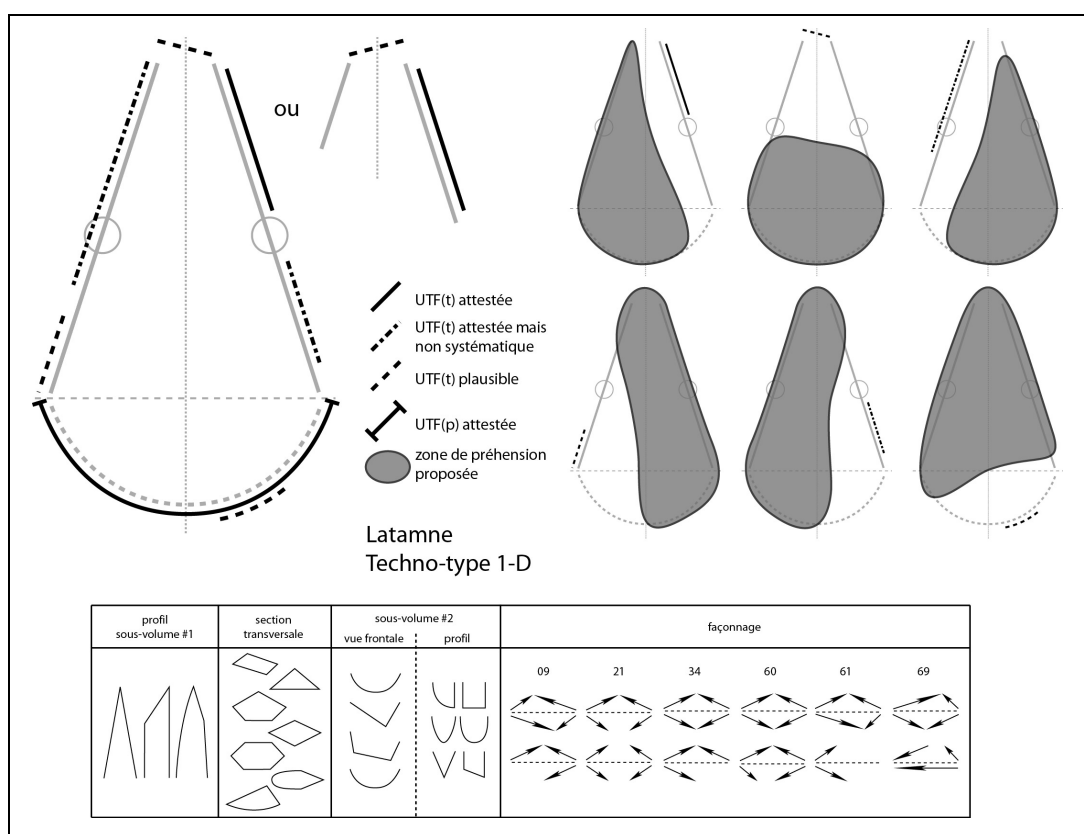 ou
UTF(t) attestée
UTF(t) attestée mais
non systématique
UTF(t) plausible
UTF(p) attestée
zone de préhension
proposée
Latamne
Techno-type 1-D
profil
sous-volume #1
section
transversale
sous-volume #2
vue frontale
profil
façonnage
09 21 34 60 61 69